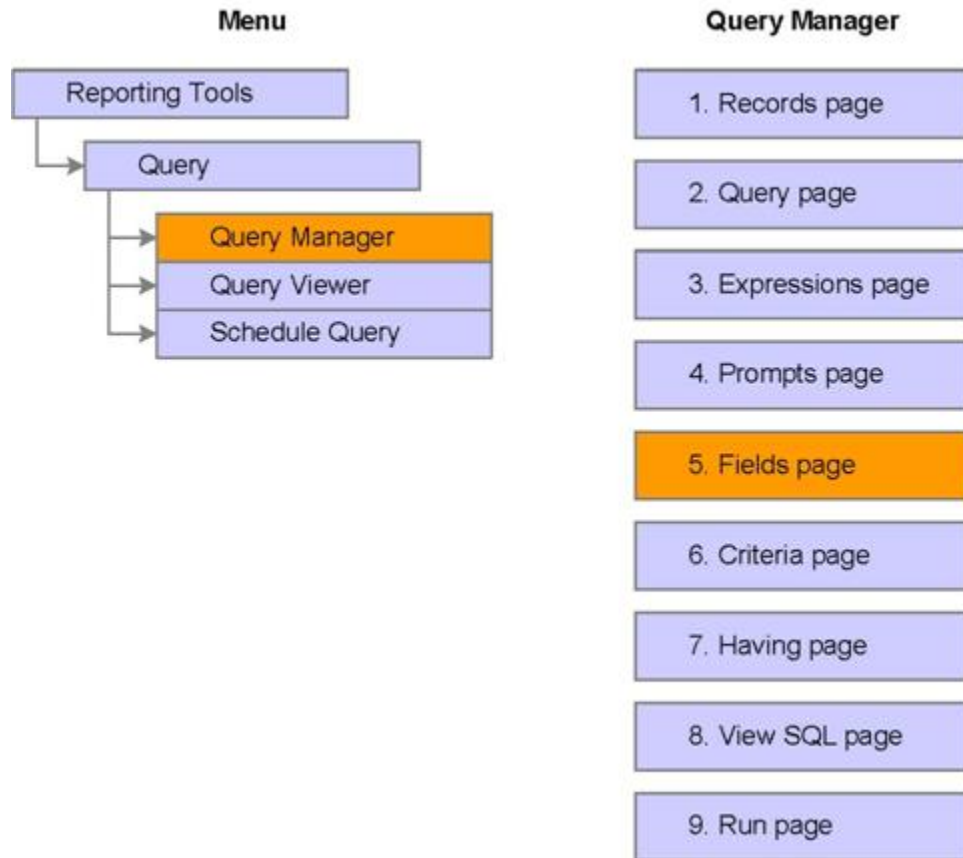 Menu
Reporting Tools
Query
Query Manager
Query Viewer
Schedule Query
Query Manager
1. Records page
2. Query page
3. Expressions page
4. Prompts page
5. Fields page
6. Criteria page
7. Having page
8. View SQL page
9. Run page